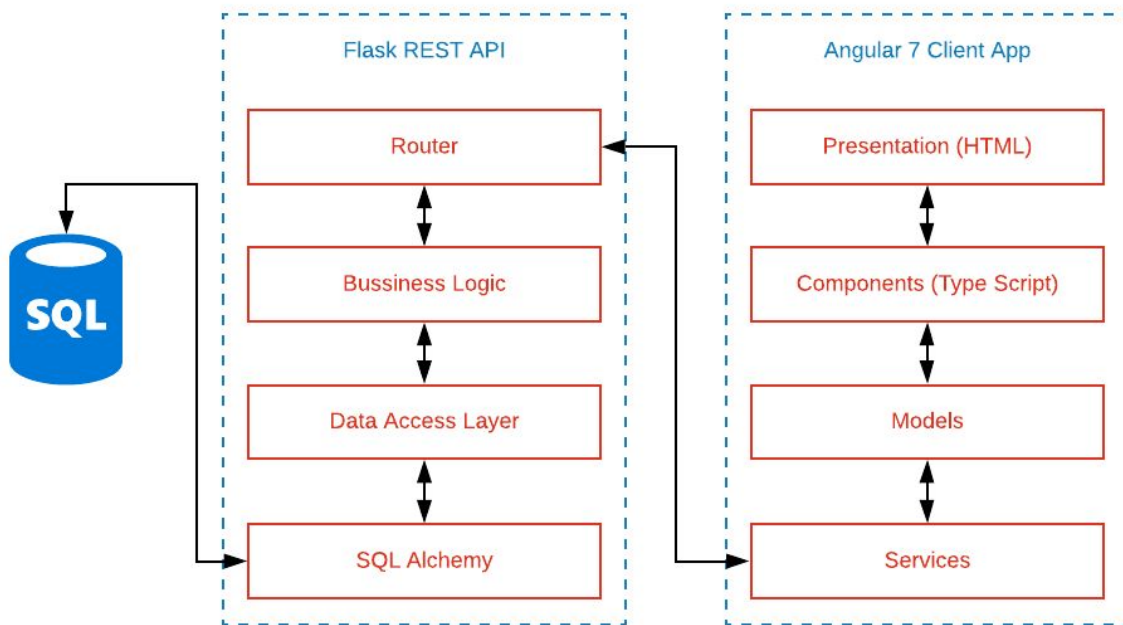 Flask REST API
Angular 7 Client App
Router
Presentation (HTML)
Bussiness Logic
Components (Type Script)
SQL
Data Access Layer
Models
SQL Alchemy
Services